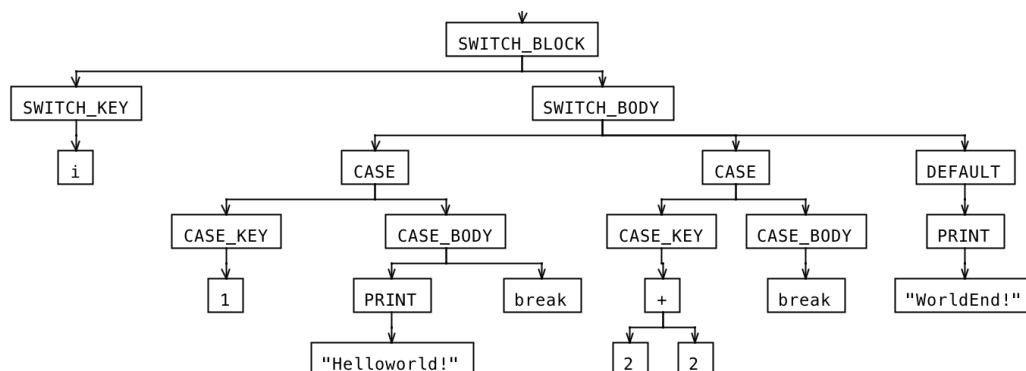 SWITCH_BLOCK
SWITCH_KEY
SWITCH_BODY
i
CASE
CASE
DEFAULT
CASE_KEY
CASE_BODY
CASE_KEY
CASE_BODY
PRINT
1
PRINT
break
+
break
"WorldEnd!"
"Helloworld!"
2
2